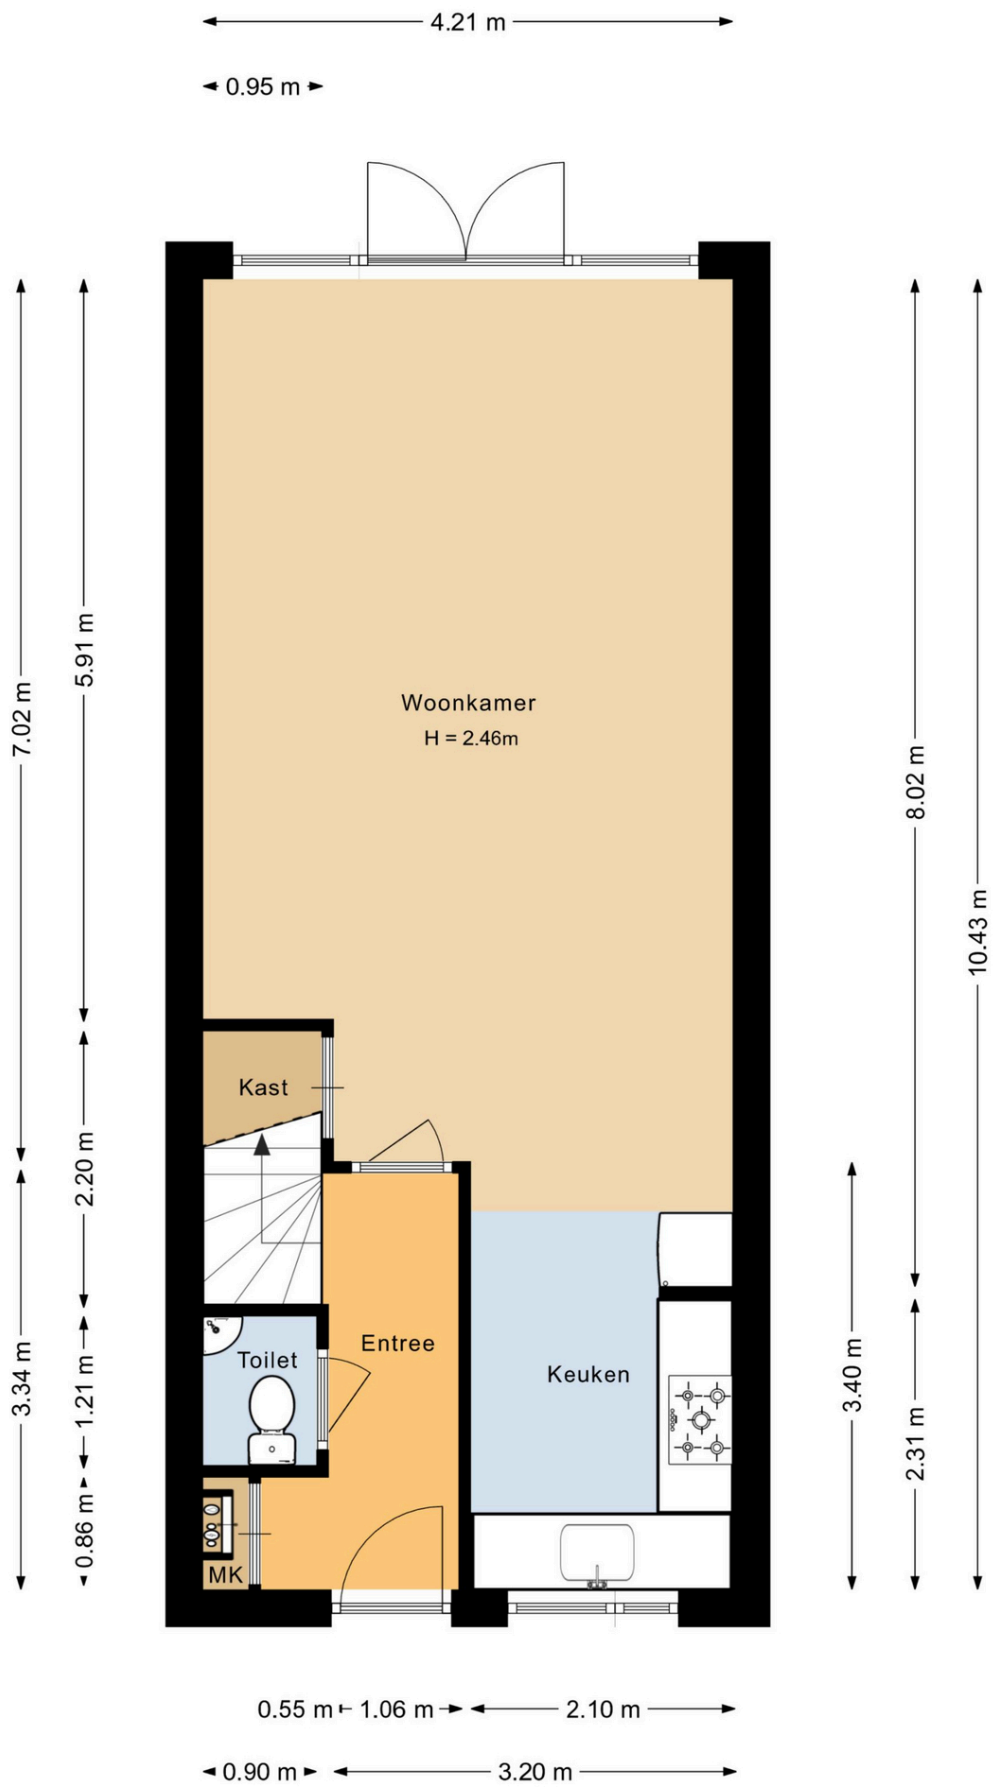 4.21 m
0.95 m
7.02 m
5.91 m
Woonkamer
H = 2.46m
8.02 m
10.43 m
Kast
2.20 m
Entree
Toilet
Keuken
3.34 m
1.21 m
3.40 m
2.31 m
0.86 m
MK
0.55 m
1.06 m
2.10 m
0.90 m
3.20 m